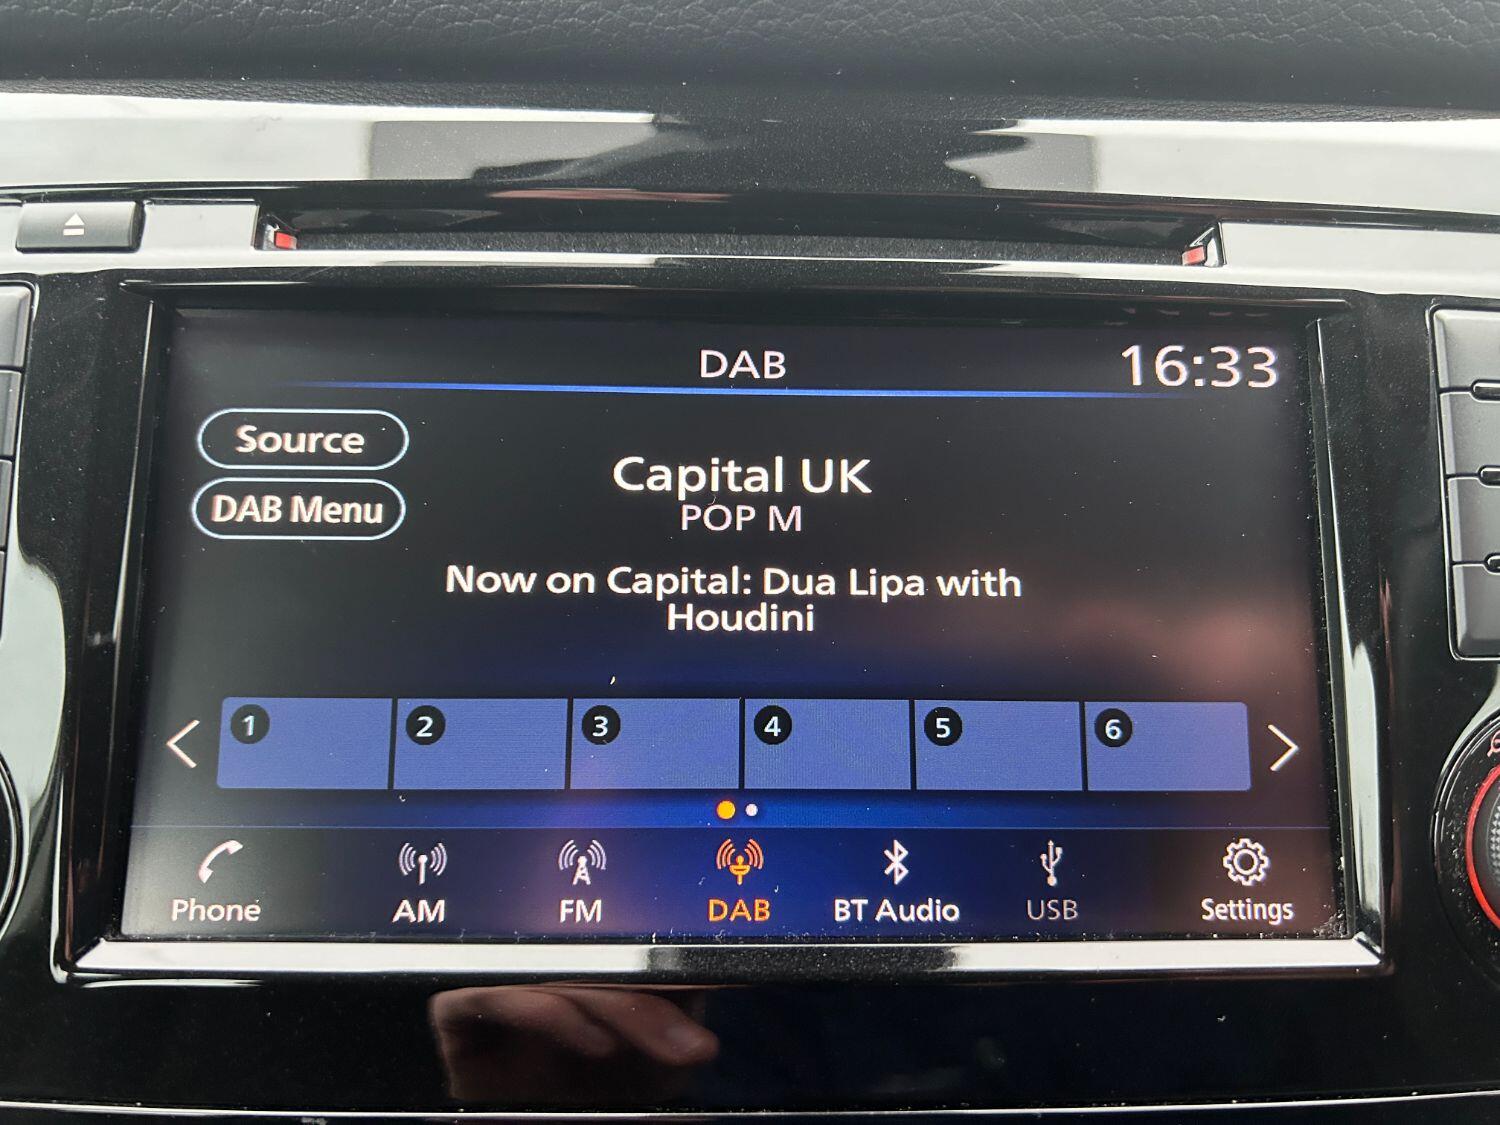 DAB
16:33
Source
DAB Menu
Capital UK
POP M
Now on Capital: Dua Lipa with
Houdini
1 2 3 4 5 6
Phone AM FM DAB BT Audio USB Settings